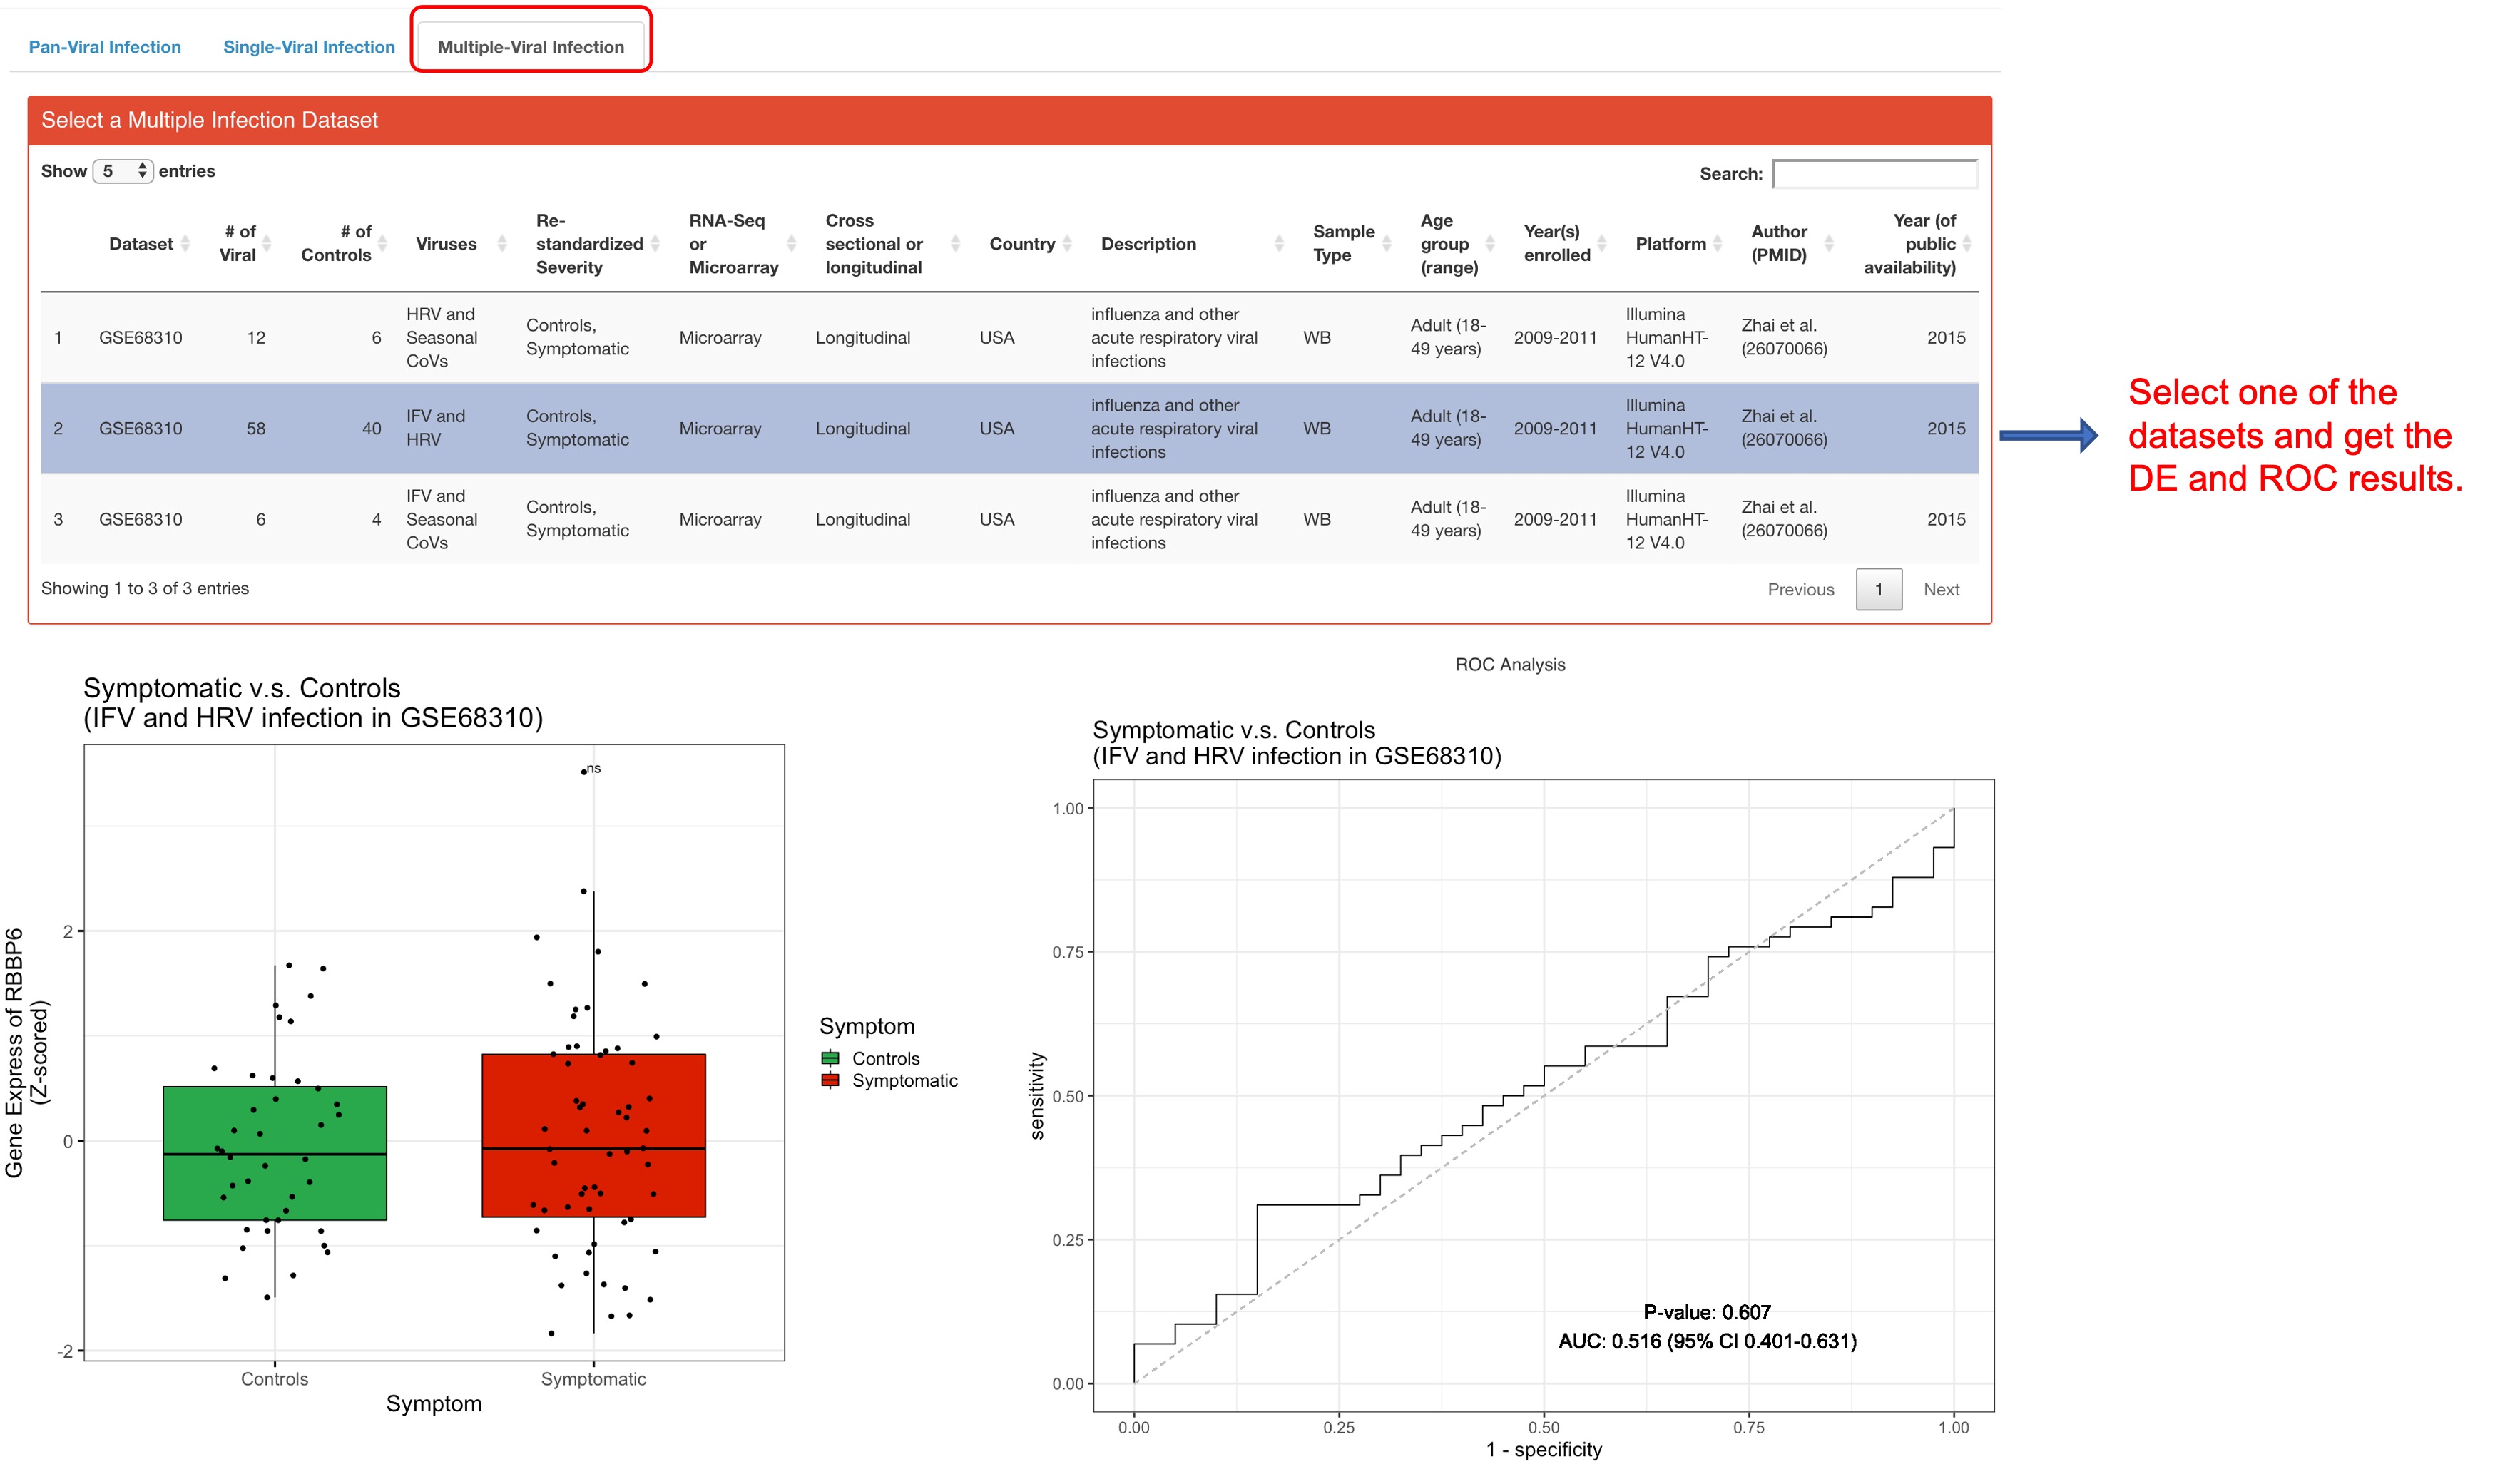 Pan-Viral Infection
Single-Viral Infection
Multiple-Viral Infection
Select a Multiple Infection Dataset
Show 5 entries
Search:
Dataset
# of
Viral
# of
Controls
Viruses
Re-
standardized
Severity
RNA-Seq
or
Microarray
Cross
sectional or
longitudinal
Country
Description
Sample
Type
Age
group
(range)
Year(s)
enrolled
Platform
Author
(PMID)
Year (of
public
availability)
1
GSE68310
12
6
HRV and
Seasonal
CoVs
Controls,
Symptomatic
Microarray
Longitudinal
USA
influenza and other
acute respiratory viral
infections
WB
Adult (18-
49 years)
2009-2011
Illumina
HumanHT-
12 V4.0
Zhai et al.
(26070066)
2015
2
GSE68310
58
40
IFV and
HRV
Controls,
Symptomatic
Microarray
Longitudinal
USA
influenza and other
acute respiratory viral
infections
WB
Adult (18-
49 years)
2009-2011
Illumina
HumanHT-
12 V4.0
Zhai et al.
(26070066)
2015
3
GSE68310
6
4
IFV and
Seasonal
CoVs
Controls,
Symptomatic
Microarray
Longitudinal
USA
influenza and other
acute respiratory viral
infections
WB
Adult (18-
49 years)
2009-2011
Illumina
HumanHT-
12 V4.0
Zhai et al.
(26070066)
2015
Showing 1 to 3 of 3 entries
Previous
1
Next
Select one of the
datasets and get the
DE and ROC results.
Symptomatic v.s. Controls
(IFV and HRV infection in GSE68310)
ns
2
0
-2
Gene Express of RBBP6
(Z-scored)
Controls
Symptomatic
Symptom
Symptom
Controls
Symptomatic
ROC Analysis
Symptomatic v.s. Controls
(IFV and HRV infection in GSE68310)
1.00
0.75
0.50
0.25
0.00
sensitivity
P-value: 0.607
AUC: 0.516 (95% CI 0.401-0.631)
0.00
0.25
0.50
0.75
1.00
1 - specificity